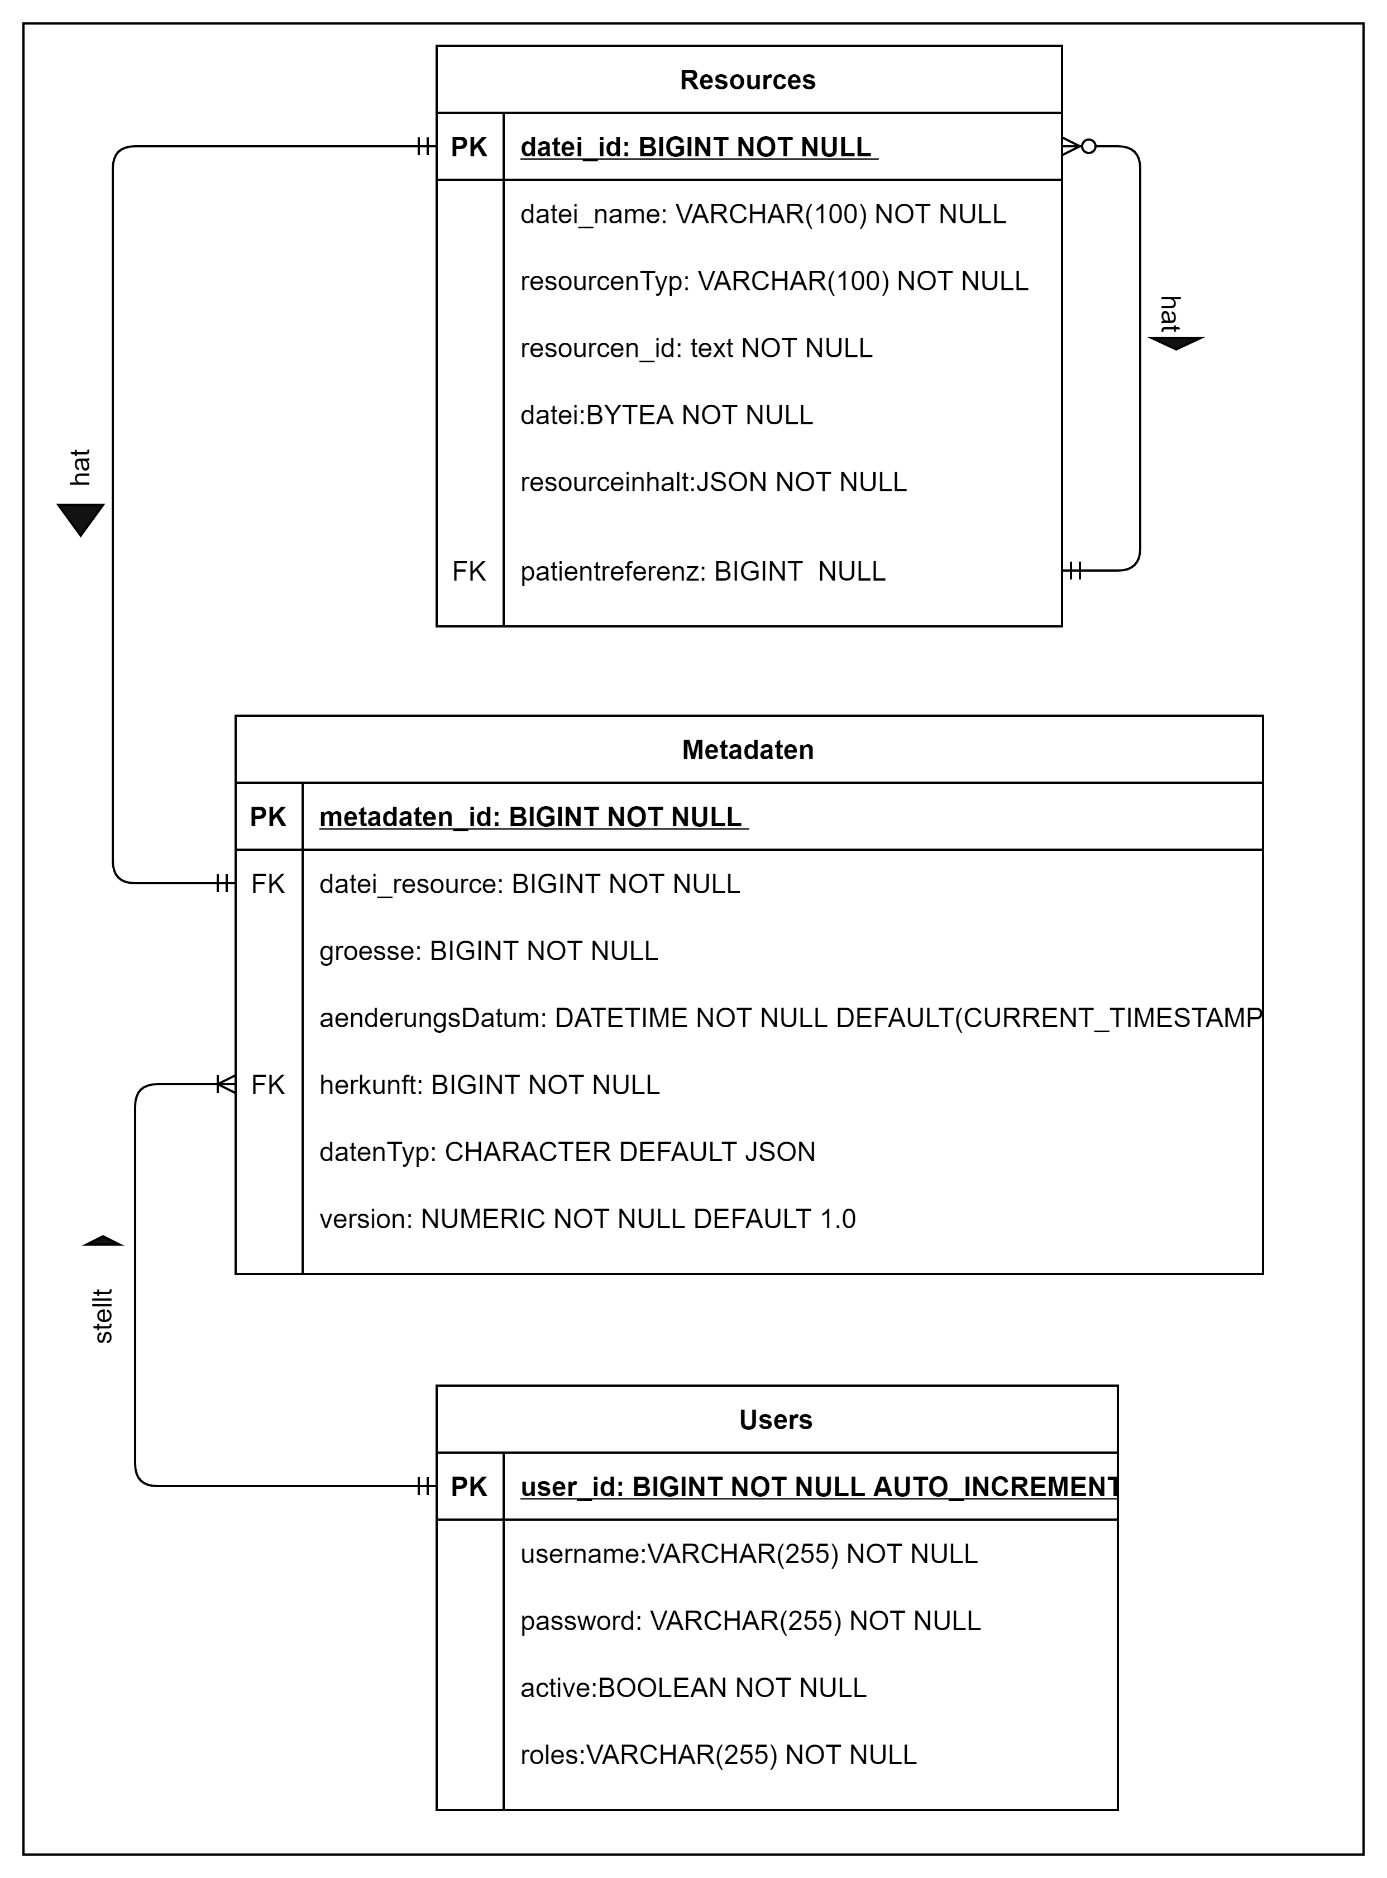 Resources
PK datei_id: BIGINT NOT NULL
datei_name: VARCHAR(100) NOT NULL
resourcenTyp: VARCHAR(100) NOT NULL
hat
resourcen_id: text NOT NULL
datei:BYTEA NOT NULL
hat
resourceinhalt:JSON NOT NULL
FK patientreferenz: BIGINT  NULL
Metadaten
PK metadaten_id: BIGINT NOT NULL
FK datei_resource: BIGINT NOT NULL
groesse: BIGINT NOT NULL
aenderungsDatum: DATETIME NOT NULL DEFAULT(CURRENT_TIMESTAMP
FK herkunft: BIGINT NOT NULL
datenTyp: CHARACTER DEFAULT JSON
version: NUMERIC NOT NULL DEFAULT 1.0
stellt
Users
PK user_id: BIGINT NOT NULL AUTO_INCREMENT
username:VARCHAR(255) NOT NULL
password: VARCHAR(255) NOT NULL
active:BOOLEAN NOT NULL
roles:VARCHAR(255) NOT NULL